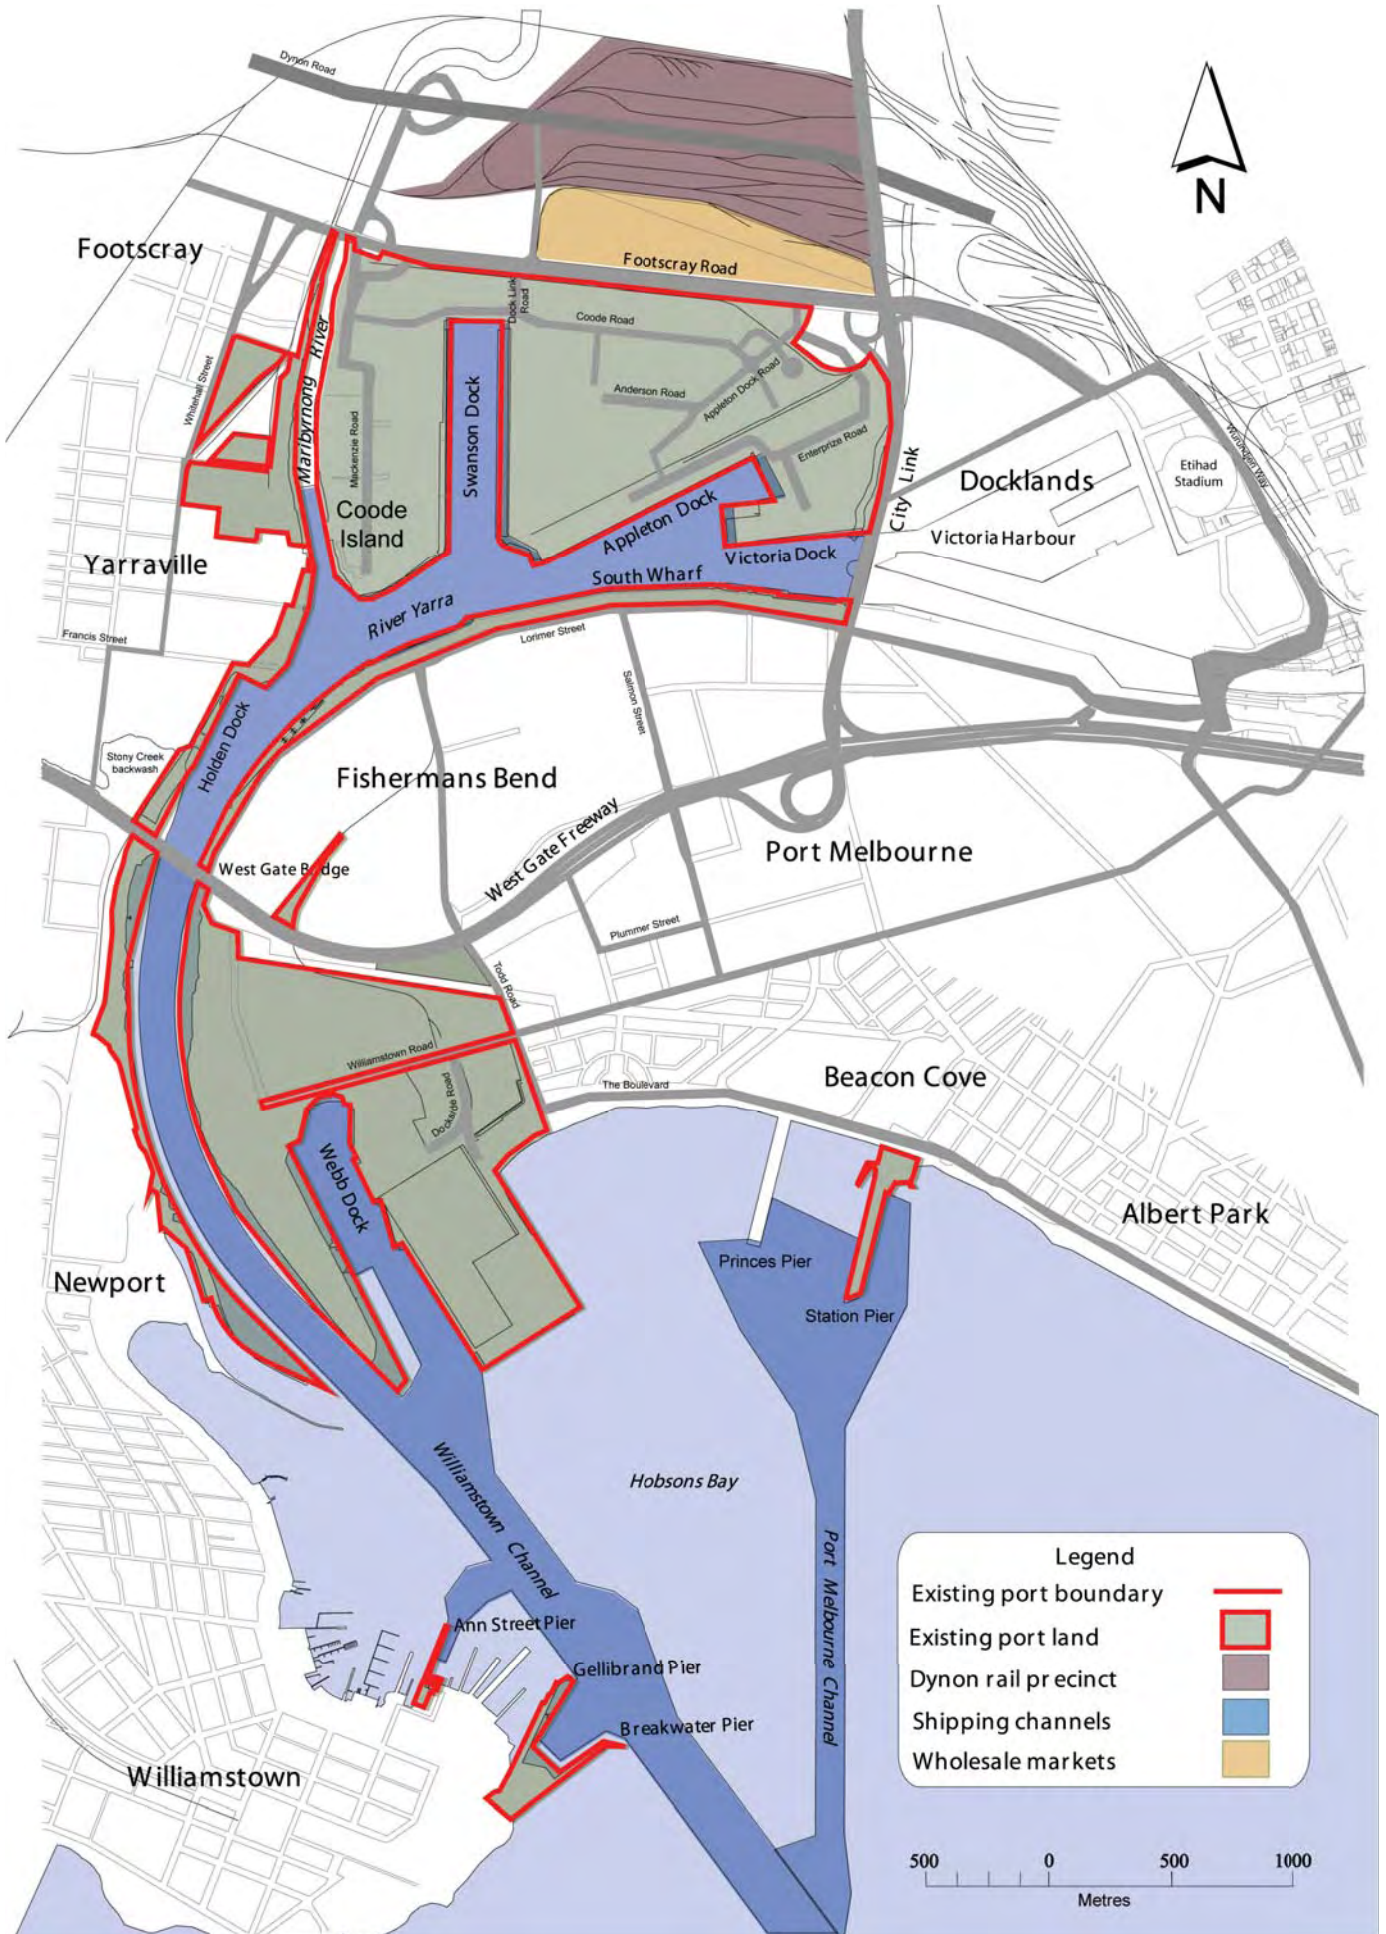 Dynon Road
N
Footscray
Footscray Road
Dock Link
Road
Coode Road
Maribyrnong River
Whitehall Street
Swanson Dock
Anderson Road
Appleton Dock Road
Mackenzie Road
Enterprize Road
Wurundjeri Way
City Link
Docklands
Etihad
Stadium
Coode
Island
Appleton Dock
Victoria Dock
Victoria Harbour
Yarraville
South Wharf
River Yarra
Francis Street
Lorimer Street
Salmon Street
Holden Dock
Stony Creek
backwash
Fishermans Bend
West Gate Freeway
West Gate Bridge
Port Melbourne
Plummer Street
Todd Road
Williamstown Road
Dockside Road
The Boulevard
Beacon Cove
Webb Dock
Albert Park
Princes Pier
Newport
Station Pier
Williamstown Channel
Hobsons Bay
Port Melbourne Channel
Ann Street Pier
Gellibrand Pier
Breakwater Pier
Williamstown
Legend
Existing port boundary
Existing port land
Dynon rail precinct
Shipping channels
Wholesale markets
500 0 500 1000
Metres